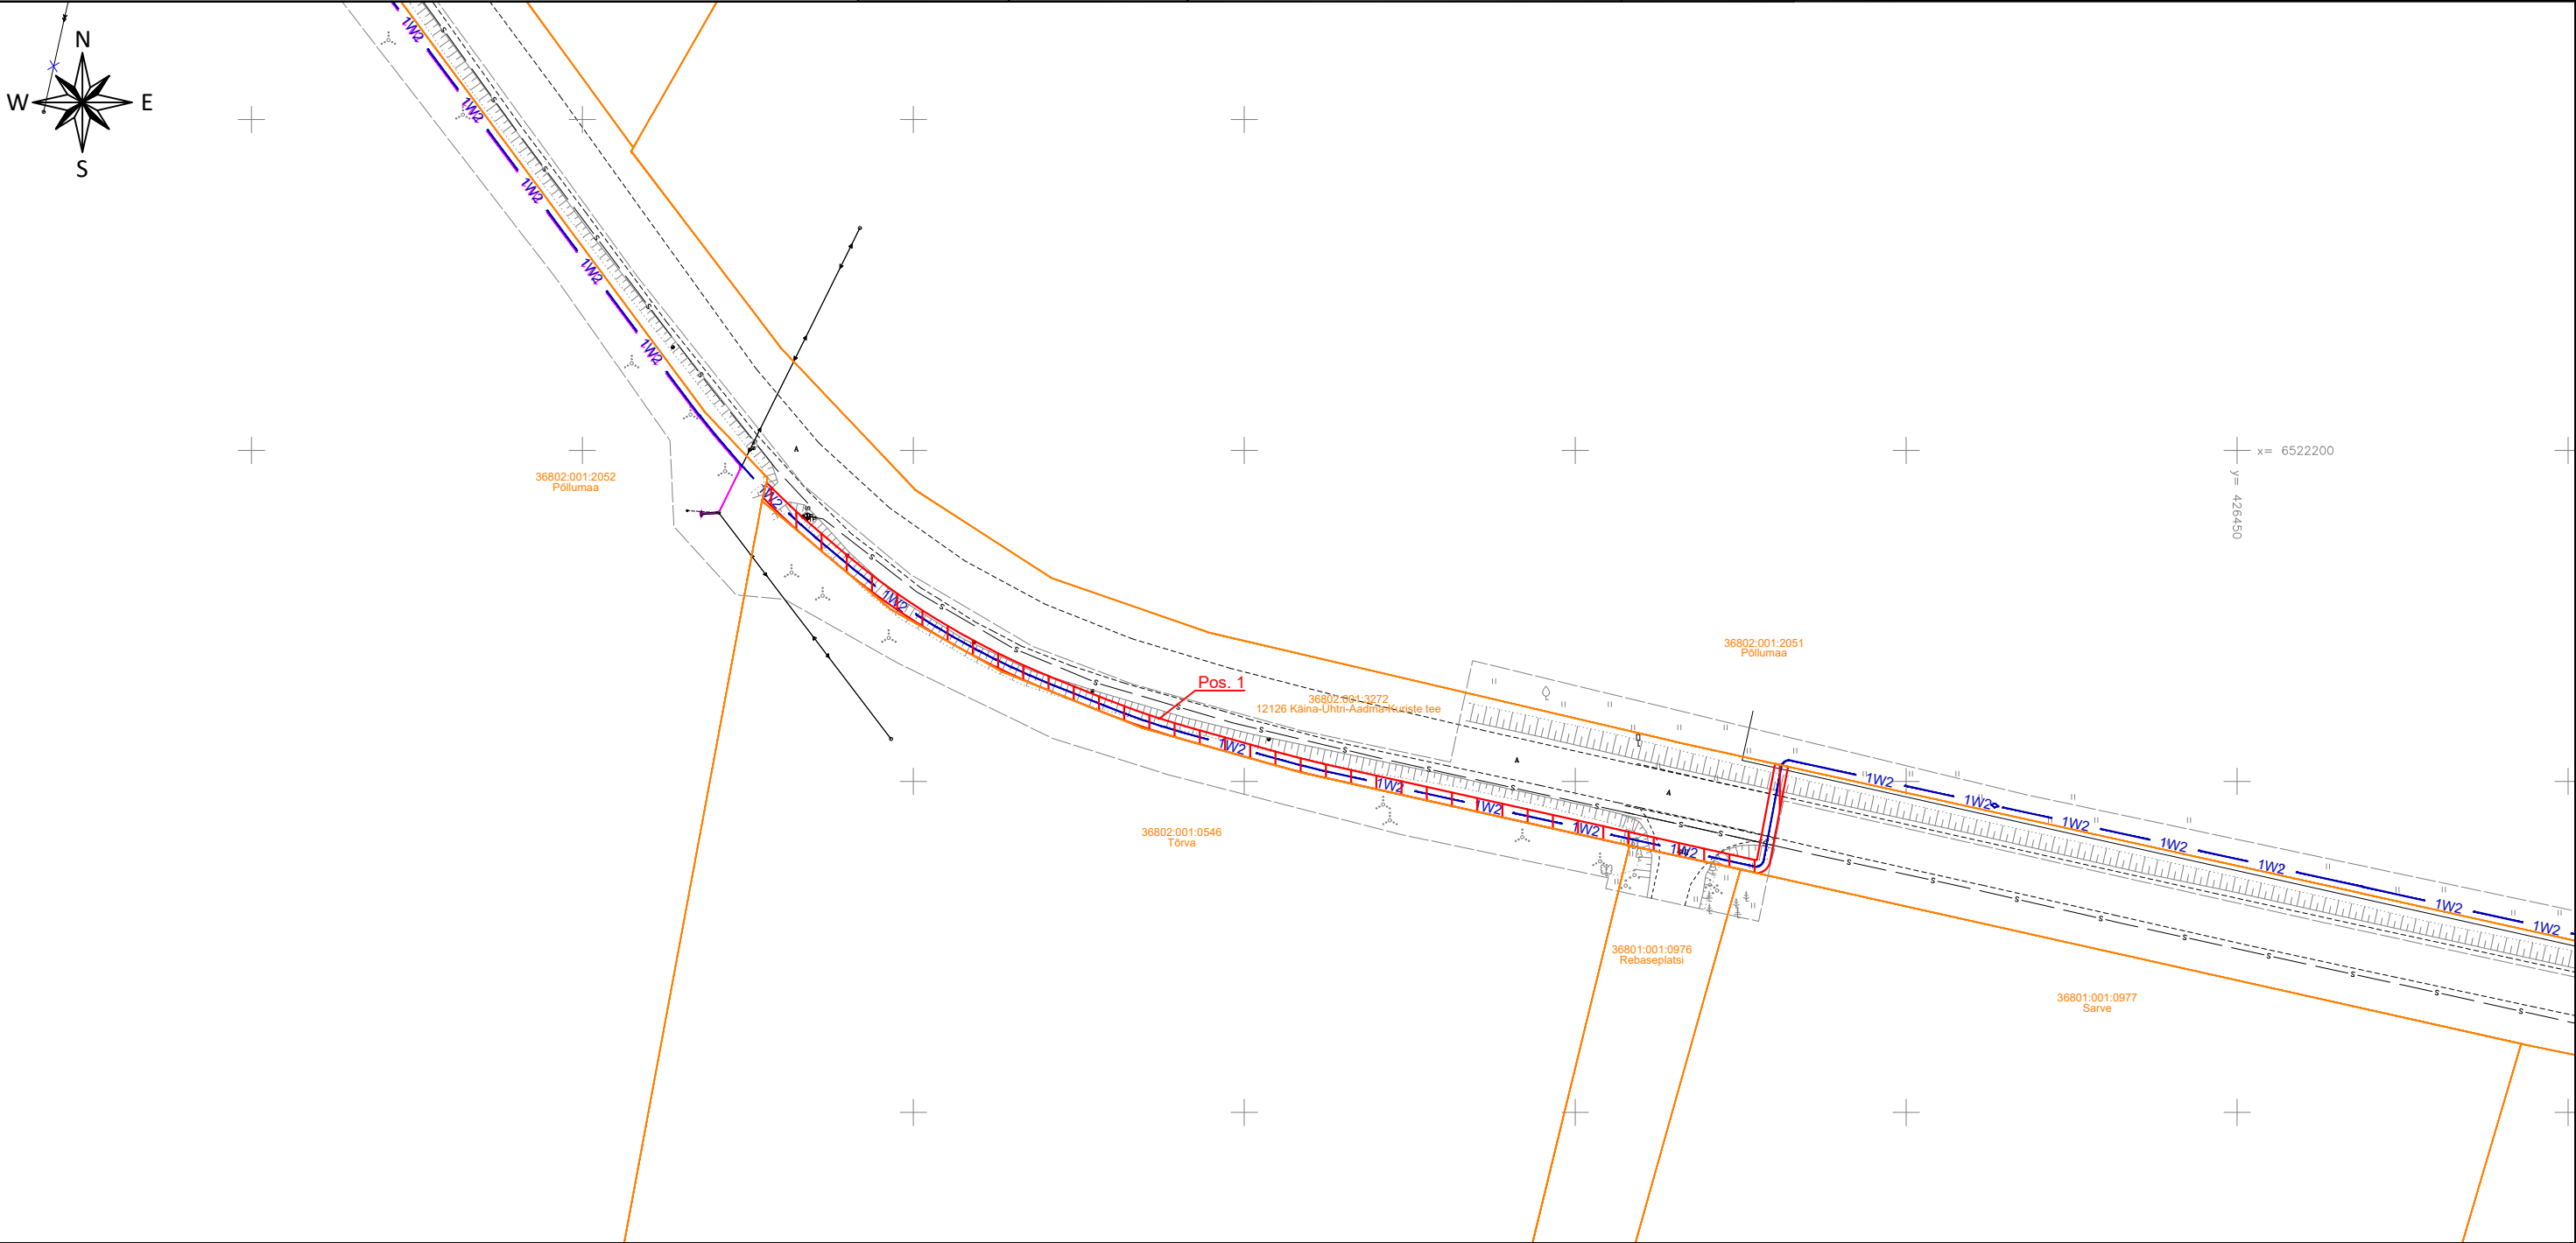 N
W E
S
1W2
1W2
1W2
1W2
1W2
36802:001:2052
Põllumaa
1W2
1W2
A
x= 6522200
y= 426450
36802:001:2051
Põllumaa
Pos. 1
36802:001:3272
12126 Käina-Ühtri-Aadma-Kuriste tee
A
A
1W2
1W2
1W2
1W2
1W2
1W2
1W2
1W2
1W2
1W2
1W2
1W2
36802:001:0546
Tõrva
36801:001:0976
Rebaseplatsi
36801:001:0977
Sarve